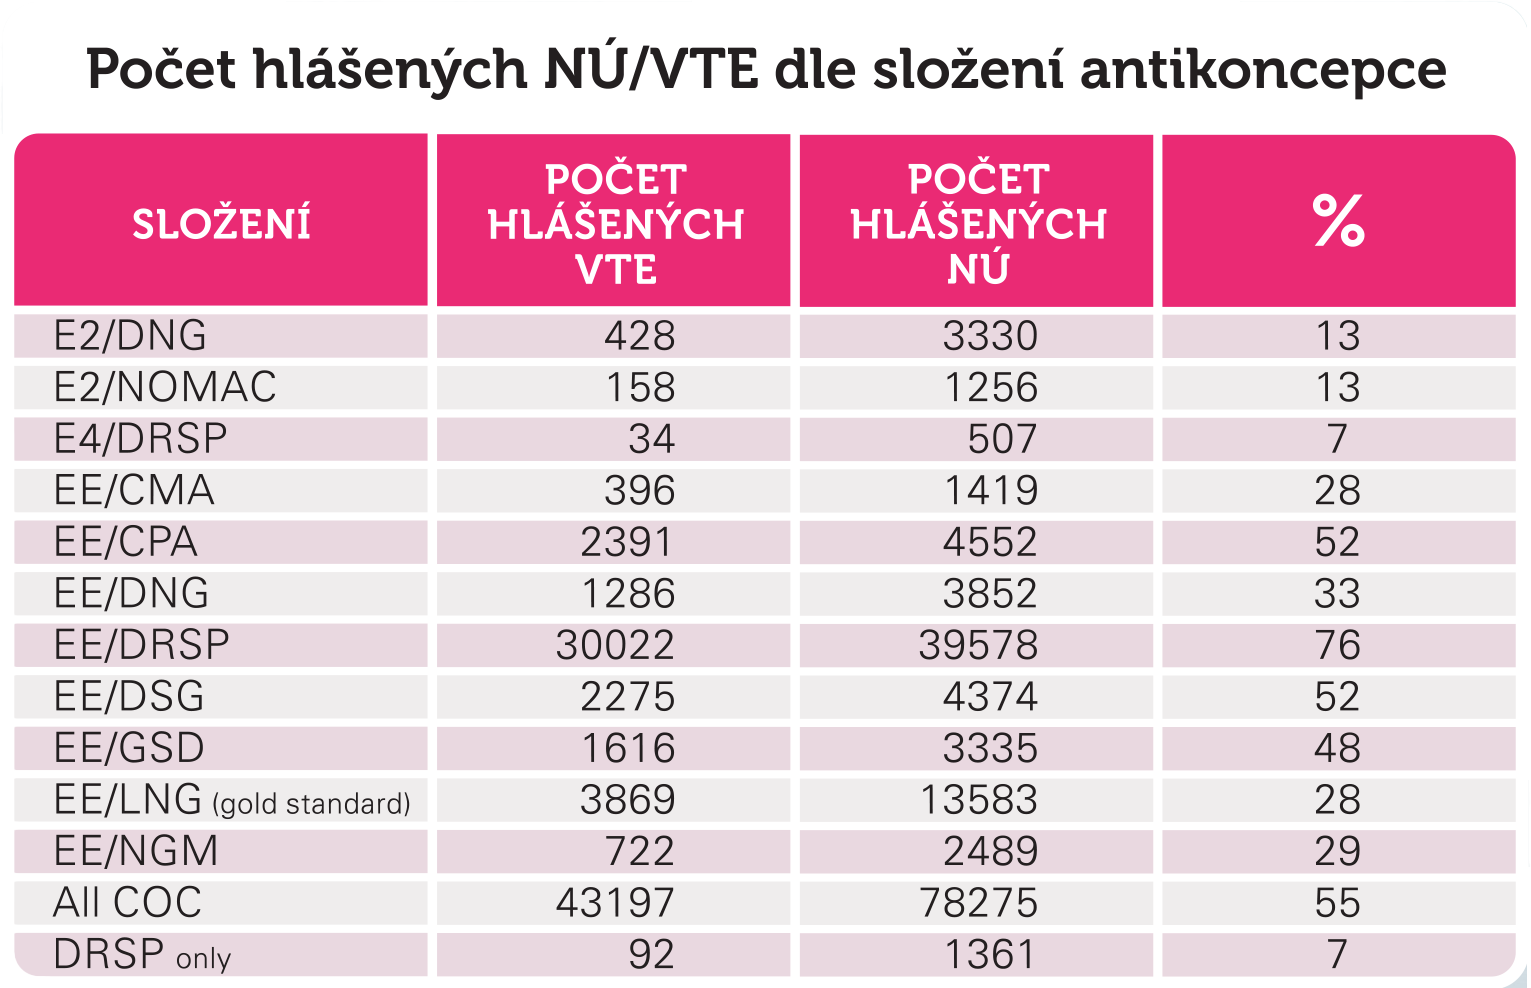 Počet hlášených NÚ/VTE dle složení antikoncepce
SLOŽENÍ
POČET
HLÁŠENÝCH
VTE
POČET
HLÁŠENÝCH
NÚ
%
E2/DNG 428 3330 13
E2/NOMAC 158 1256 13
E4/DRSP 34 507 7
EE/CMA 396 1419 28
EE/CPA 2391 4552 52
EE/DNG 1286 3852 33
EE/DRSP 30022 39578 76
EE/DSG 2275 4374 52
EE/GSD 1616 3335 48
EE/LNG (gold standard) 3869 13583 28
EE/NGM 722 2489 29
All COC 43197 78275 55
DRSP only 92 1361 7